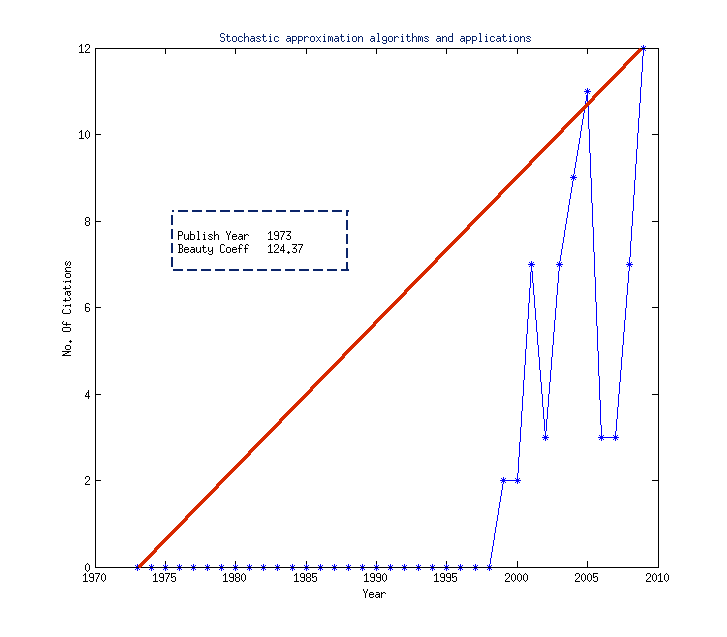 Stochastic approximation algorithms and applications
12
10
8
6
4
2
0
No. Of Citations
Publish Year 1973
Beauty Coeff 124.37
1970 1975 1980 1985 1990 1995 2000 2005 2010
Year